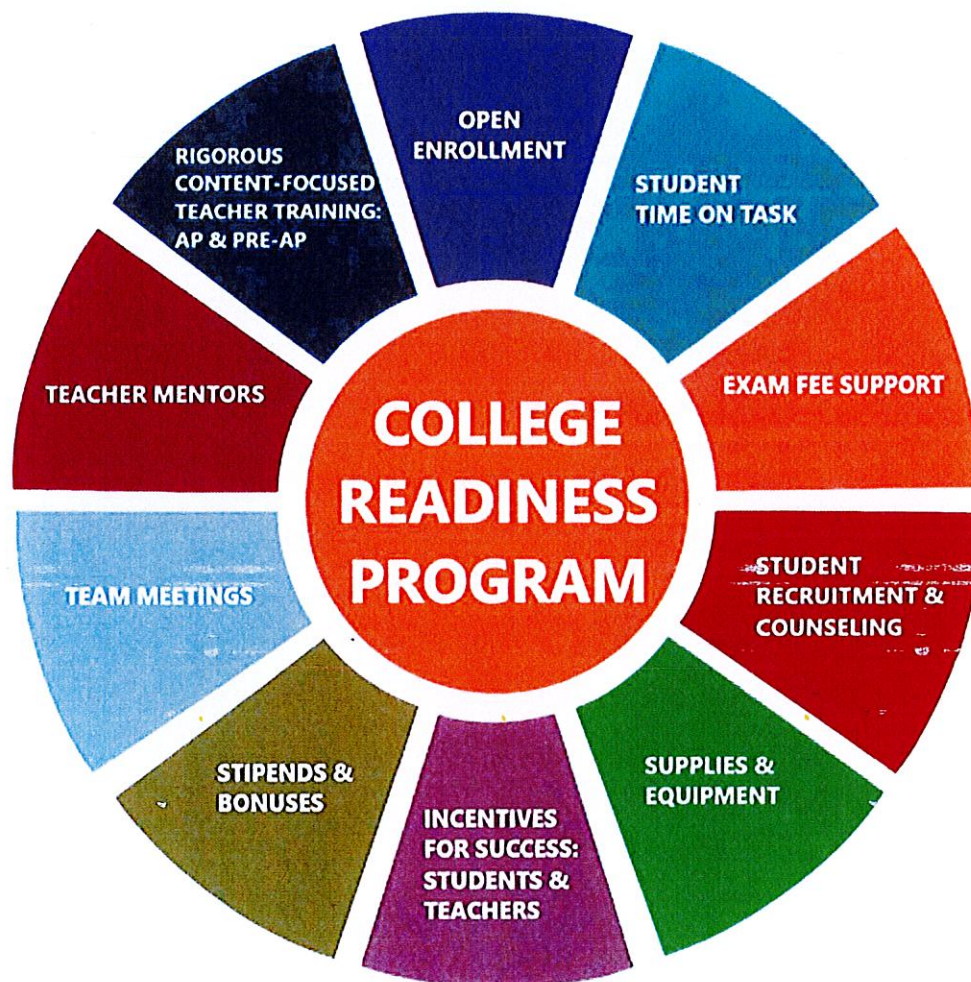 OPEN
ENROLLMENT
STUDENT
TIME ON TASK
EXAM FEE SUPPORT
STUDENT
RECRUITMENT &
COUNSELING
SUPPLIES &
EQUIPMENT
INCENTIVES
FOR SUCCESS:
STUDENTS &
TEACHERS
STIPENDS &
BONUSES
TEAM MEETINGS
TEACHER MENTORS
RIGOROUS
CONTENT-FOCUSED
TEACHER TRAINING:
AP & PRE-AP
COLLEGE
READINESS
PROGRAM